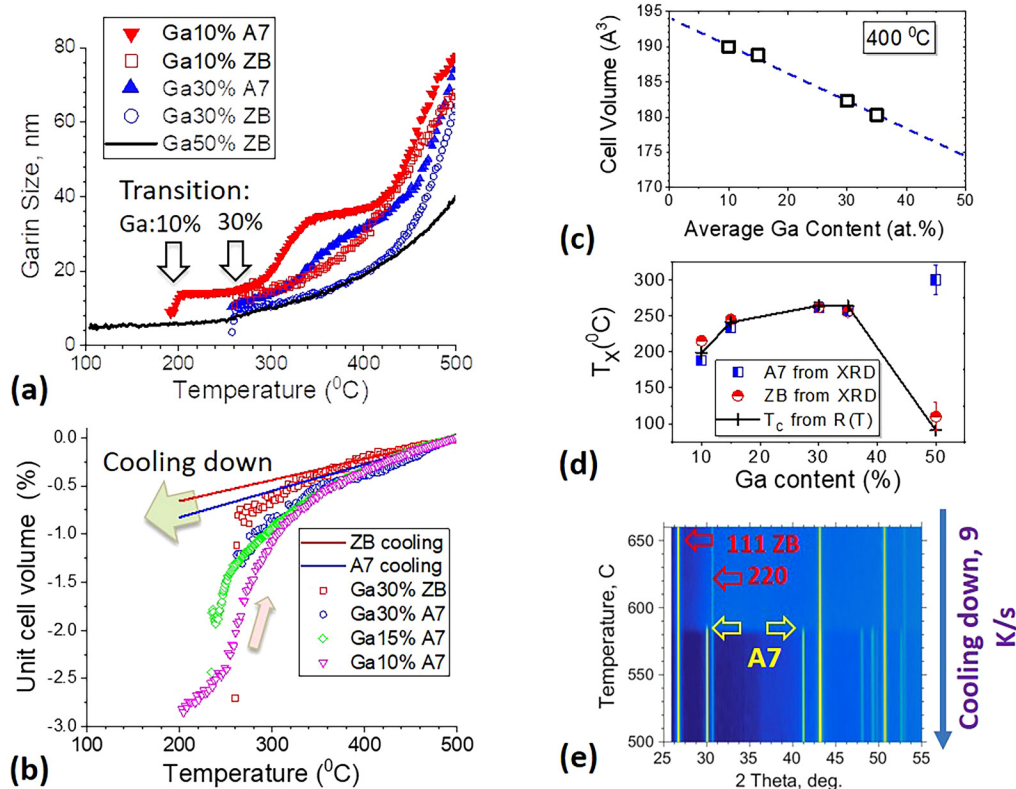 (a)
Ga10% A7
Ga10% ZB
Ga30% A7
Ga30% ZB
Ga50% ZB
Transition:
Ga:10%
30%
Garin Size, nm
80
60
40
20
0
100 200 300 400 500
Temperature (⁰C)
(b)
Cooling down
ZB cooling
A7 cooling
Ga30% ZB
Ga30% A7
Ga15% A7
Ga10% A7
Unit cell volume (%)
0.0
-0.5
-1.0
-1.5
-2.0
-2.5
-3.0
100 200 300 400 500
Temperature (⁰C)
(c)
400 ⁰C
Cell Volume (A³)
195
190
185
180
175
170
0 10 20 30 40 50
Average Ga Content (at.%)
(d)
A7 from XRD
ZB from XRD
T_C from R(T)
T_X(⁰C)
300
250
200
150
100
10 20 30 40 50
Ga content (%)
(e)
111 ZB
220
A7
Temperature, C
650
600
550
500
25 30 35 40 45 50 55
2 Theta, deg.
Cooling down, 9
K/s